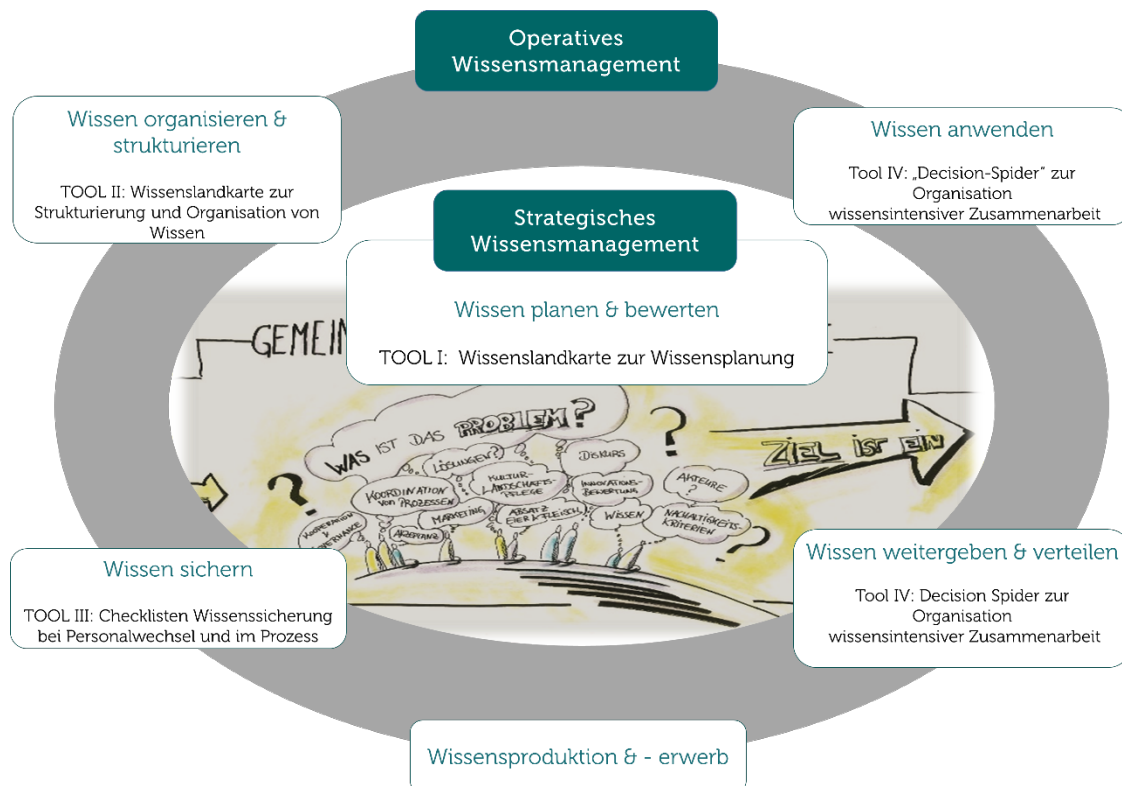 Operatives
Wissensmanagement
Wissen organisieren &
strukturieren
TOOL II: Wissenslandkarte zur
Strukturierung und Organisation von
Wissen
Wissen anwenden
Tool IV: „Decision-Spider“ zur
Organisation
wissensintensiver Zusammenarbeit
Strategisches
Wissensmanagement
Wissen planen & bewerten
TOOL I: Wissenslandkarte zur Wissensplanung
WAS IST DAS PROBLEM?
?
?
?
LÖSUNGEN?
DISKURS
ZIEL IST EIN
KOORDINATION
VON PROZESSEN
KULTUR-
LANDSCHAFTS-
PFLEGE
INNOVATIONS-
BEWERTUNG
AKTEURE
?
MARKETING
ABSATZ
EIER & FLEISCH
WISSEN
NACHHALTIGKEITS
KRITERIEN
KOOPERATION
&
AKZEPTANZ
Wissen sichern
TOOL III: Checklisten Wissenssicherung
bei Personalwechsel und im Prozess
Wissen weitergeben & verteilen
Tool IV: Decision Spider zur
Organisation
wissensintensiver Zusammenarbeit
Wissensproduktion & - erwerb